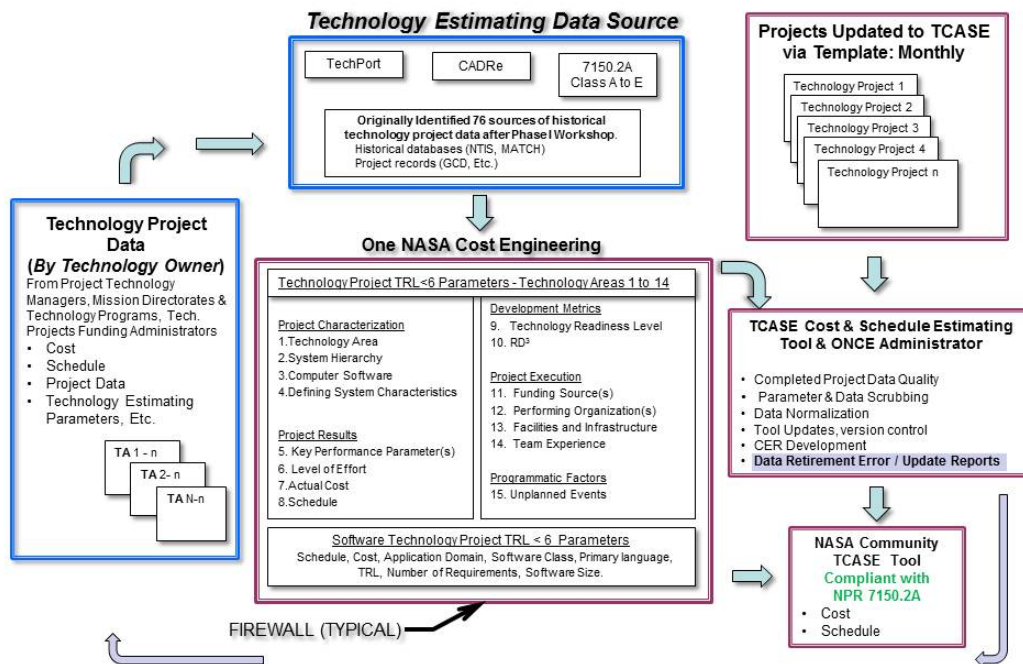 Technology Estimating Data Source
TechPort
CADRe
7150.2A
Class A to E
Originally Identified 76 sources of historical
technology project data after Phase I Workshop.
Historical databases (NTIS, MATCH)
Project records (GCD, Etc.)
Projects Updated to TCASE
via Template: Monthly
Technology Project 1
Technology Project 2
Technology Project 3
Technology Project 4
Technology Project n
Technology Project
Data
(By Technology Owner)
From Project Technology
Managers, Mission Directorates &
Technology Programs, Tech.
Projects Funding Administrators
• Cost
• Schedule
• Project Data
• Technology Estimating
Parameters, Etc.
TA 1 - n
TA 2- n
TA N-n
One NASA Cost Engineering
Technology Project TRL<6 Parameters - Technology Areas 1 to 14
Project Characterization
1.Technology Area
2.System Hierarchy
3.Computer Software
4.Defining System Characteristics
Project Results
5. Key Performance Parameter(s)
6. Level of Effort
7.Actual Cost
8.Schedule
Development Metrics
9. Technology Readiness Level
10. RD³
Project Execution
11. Funding Source(s)
12. Performing Organization(s)
13. Facilities and Infrastructure
14. Team Experience
Programmatic Factors
15. Unplanned Events
Software Technology Project TRL < 6 Parameters
Schedule, Cost, Application Domain, Software Class, Primary language,
TRL, Number of Requirements, Software Size.
FIREWALL (TYPICAL)
TCASE Cost & Schedule Estimating
Tool & ONCE Administrator
• Completed Project Data Quality
• Parameter & Data Scrubbing
• Data Normalization
• Tool Updates, version control
• CER Development
• Data Retirement Error / Update Reports
NASA Community
TCASE Tool
Compliant with
NPR 7150.2A
• Cost
• Schedule